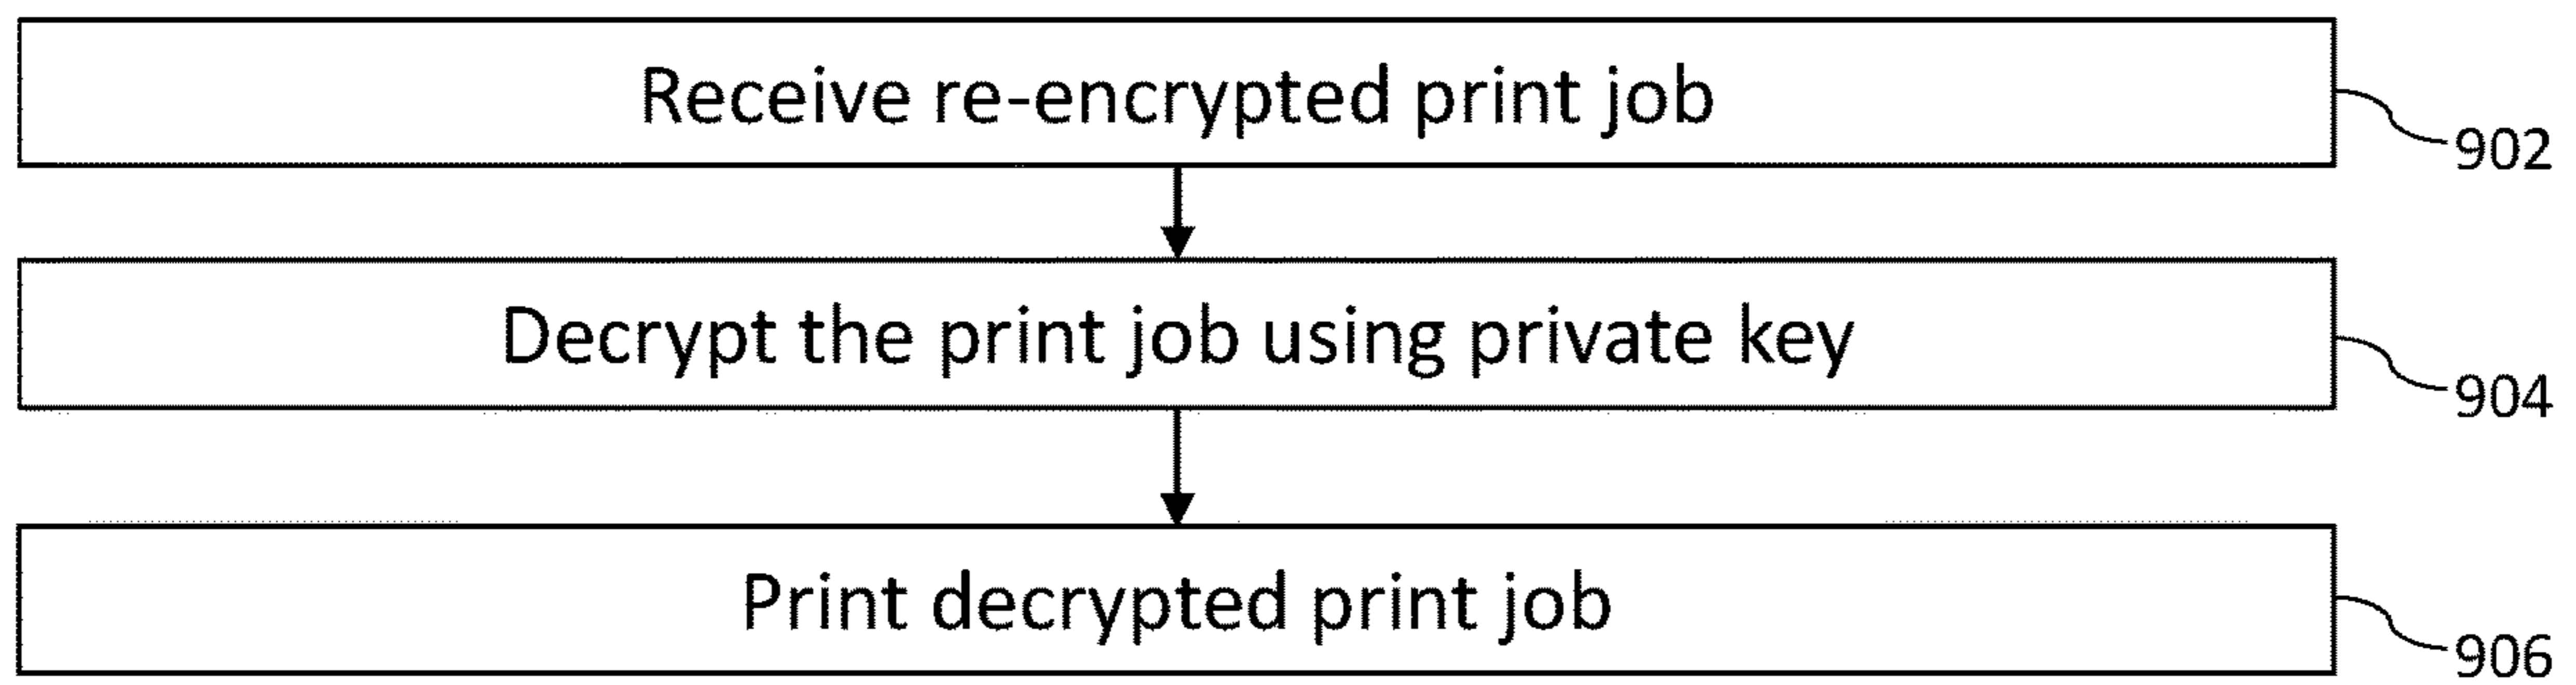 Receive re-encrypted print job
902
Decrypt the print job using private key
904
Print decrypted print job
906